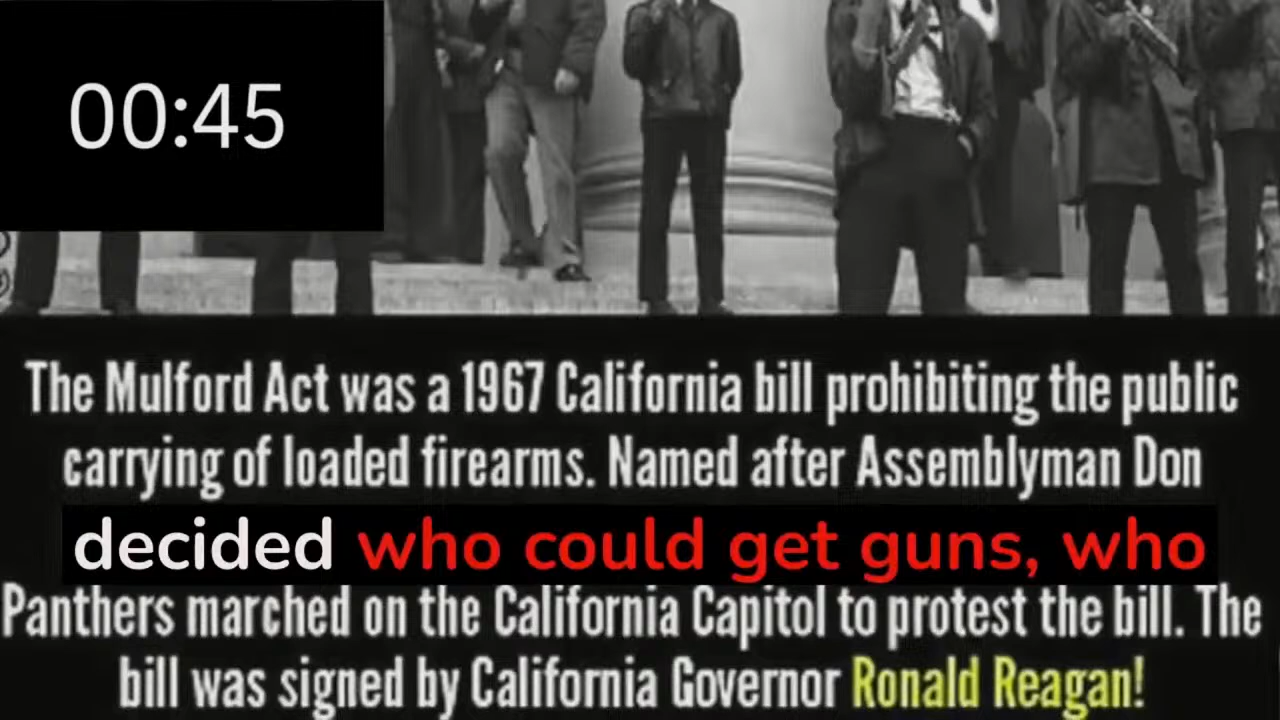 00:45
The Mulford Act was a 1967 California bill prohibiting the public
carrying of loaded firearms. Named after Assemblyman Don
decided who could get guns, who
Panthers marched on the California Capitol to protest the bill. The
bill was signed by California Governor Ronald Reagan!